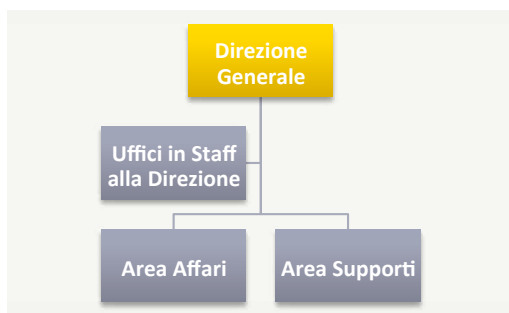 Direzione
Generale
Uffici in Staff
alla Direzione
Area Affari
Area Supporti